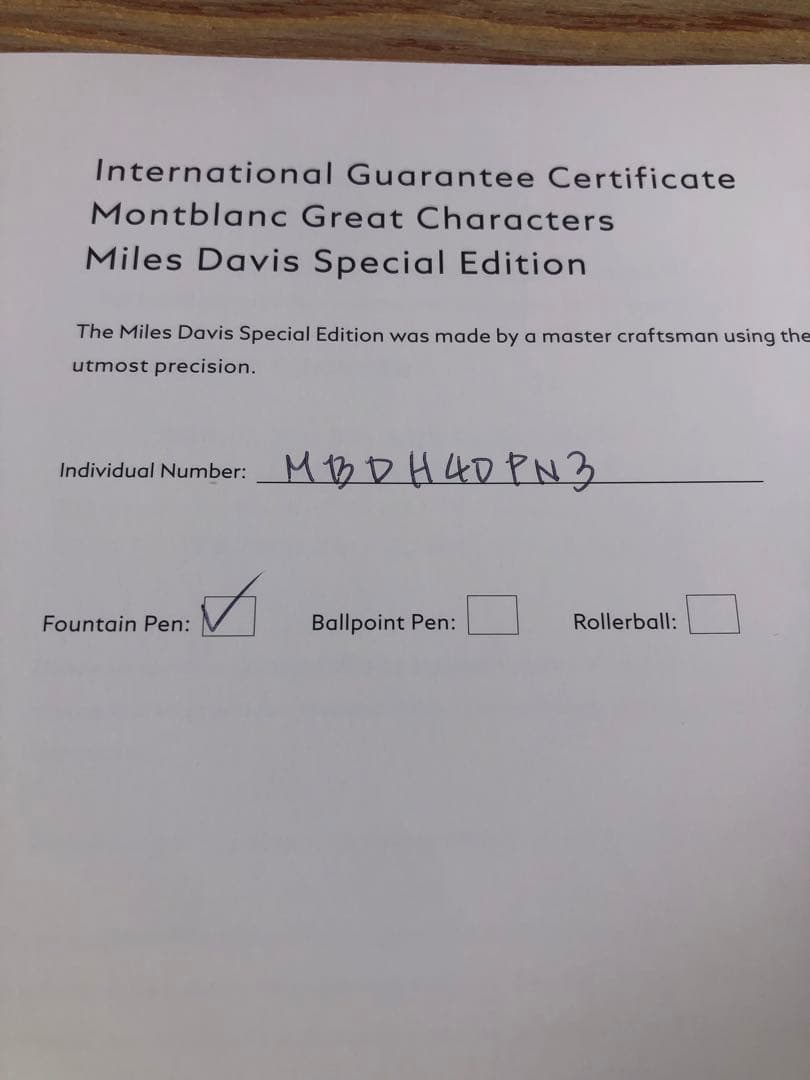 International Guarantee Certificate
Montblanc Great Characters
Miles Davis Special Edition
The Miles Davis Special Edition was made by a master craftsman using the
utmost precision.
Individual Number: MBDH4DPN3
Fountain Pen: ✓ Ballpoint Pen: Rollerball: